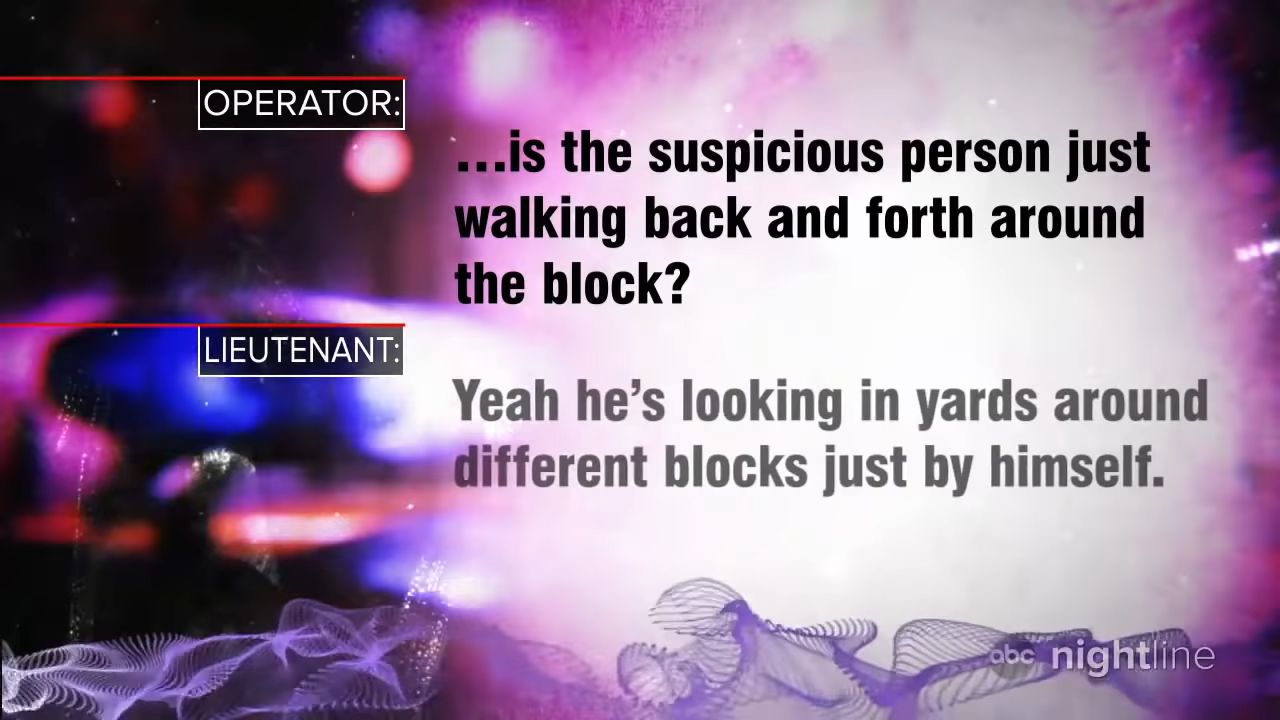 OPERATOR:
...is the suspicious person just
walking back and forth around
the block?
LIEUTENANT:
Yeah he's looking in yards around
different blocks just by himself.
abc nightline